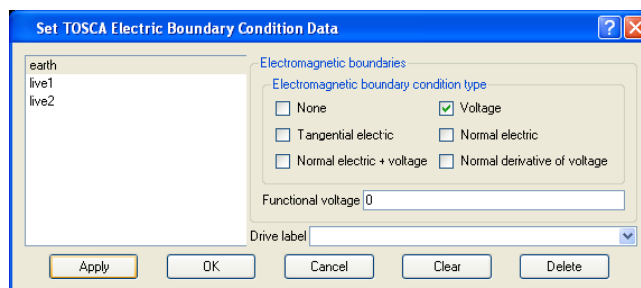 Set TOSCA Electric Boundary Condition Data
earth
live1
live2
Electromagnetic boundaries
Electromagnetic boundary condition type
None
Voltage
Tangential electric
Normal electric
Normal electric + voltage
Normal derivative of voltage
Functional voltage 0
Drive label
Apply OK Cancel Clear Delete